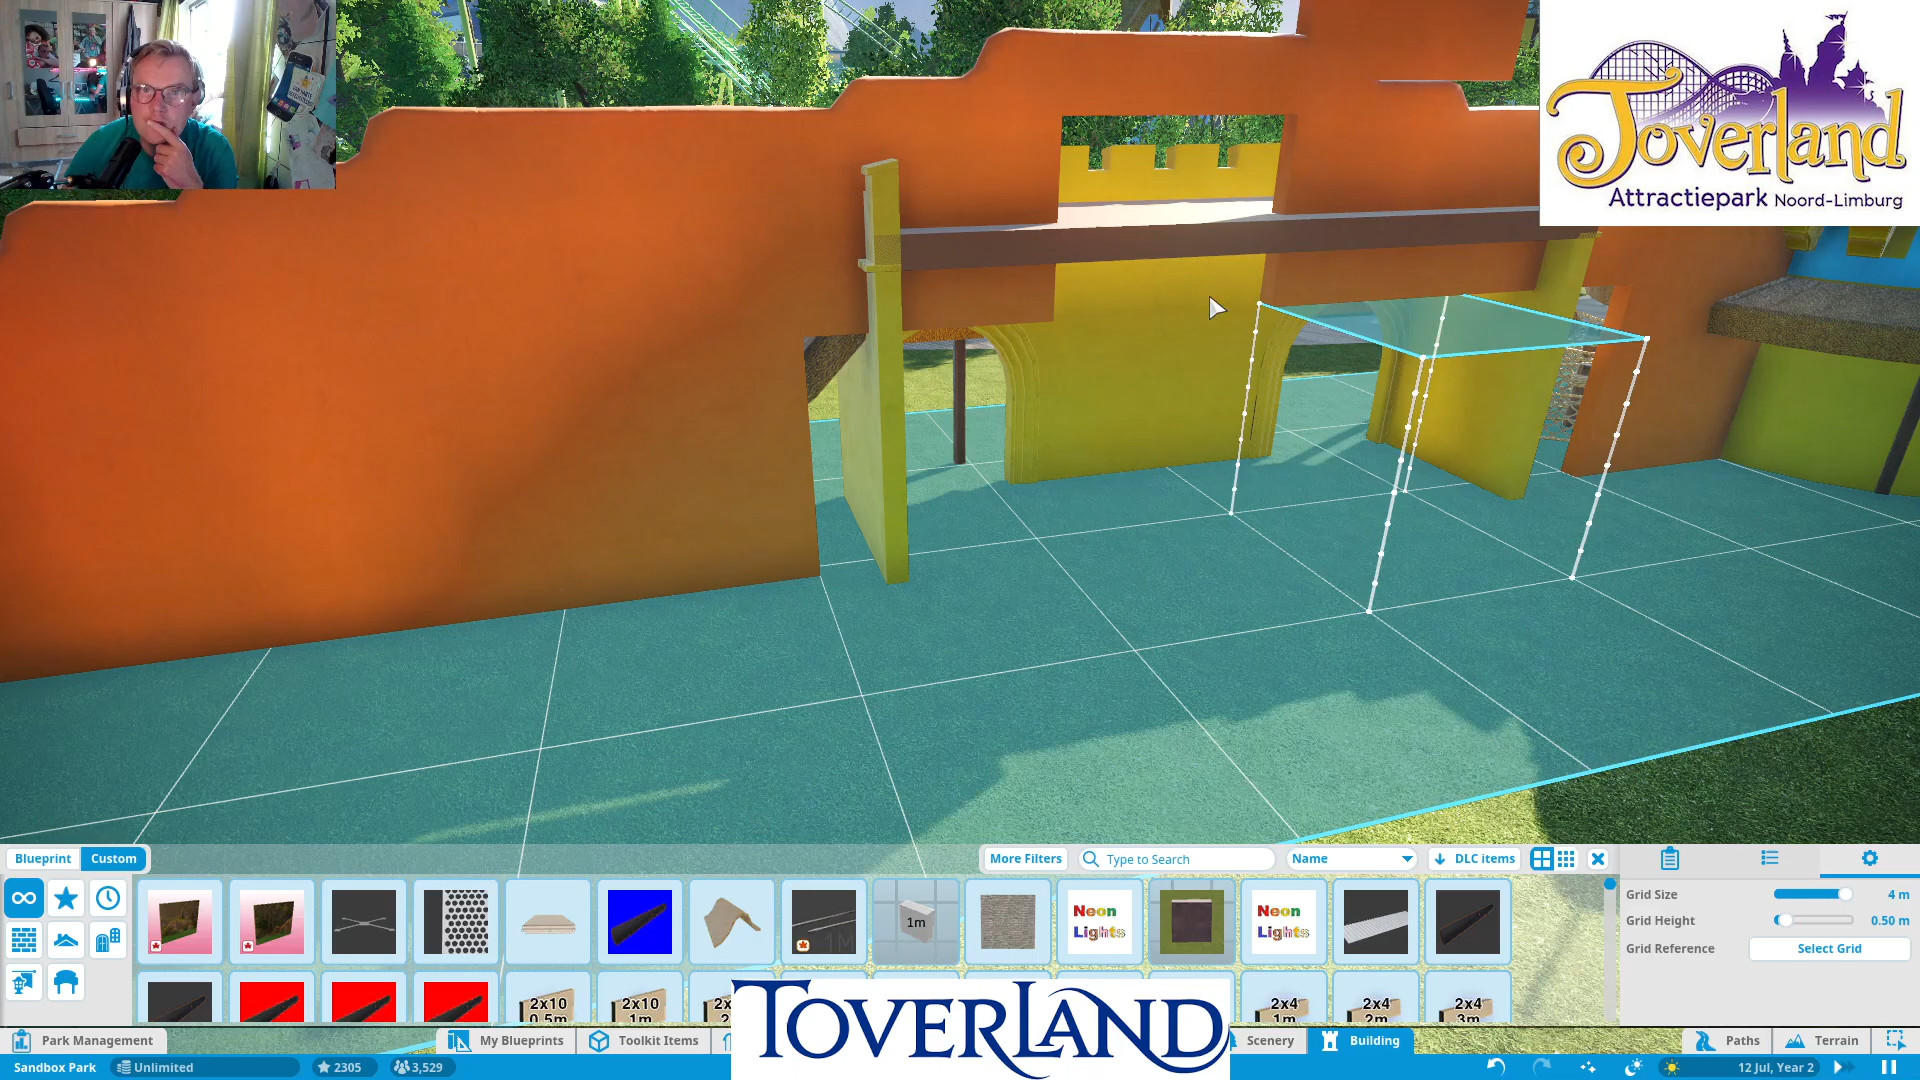 Toverland
Attractiepark Noord-Limburg
Blueprint
Custom
More Filters
Type to Search
Name
DLC items
Grid Size
4 m
Grid Height
0.50 m
Grid Reference
Select Grid
1M
1m
Neon
Lights
Neon
Lights
2x10
0.5m
2x10
1m
2x4
1m
2x4
2m
2x4
3m
TOVERLAND
Park Management
My Blueprints
Toolkit Items
Scenery
Building
Paths
Terrain
Sandbox Park
Unlimited
2305
3,529
12 Jul, Year 2